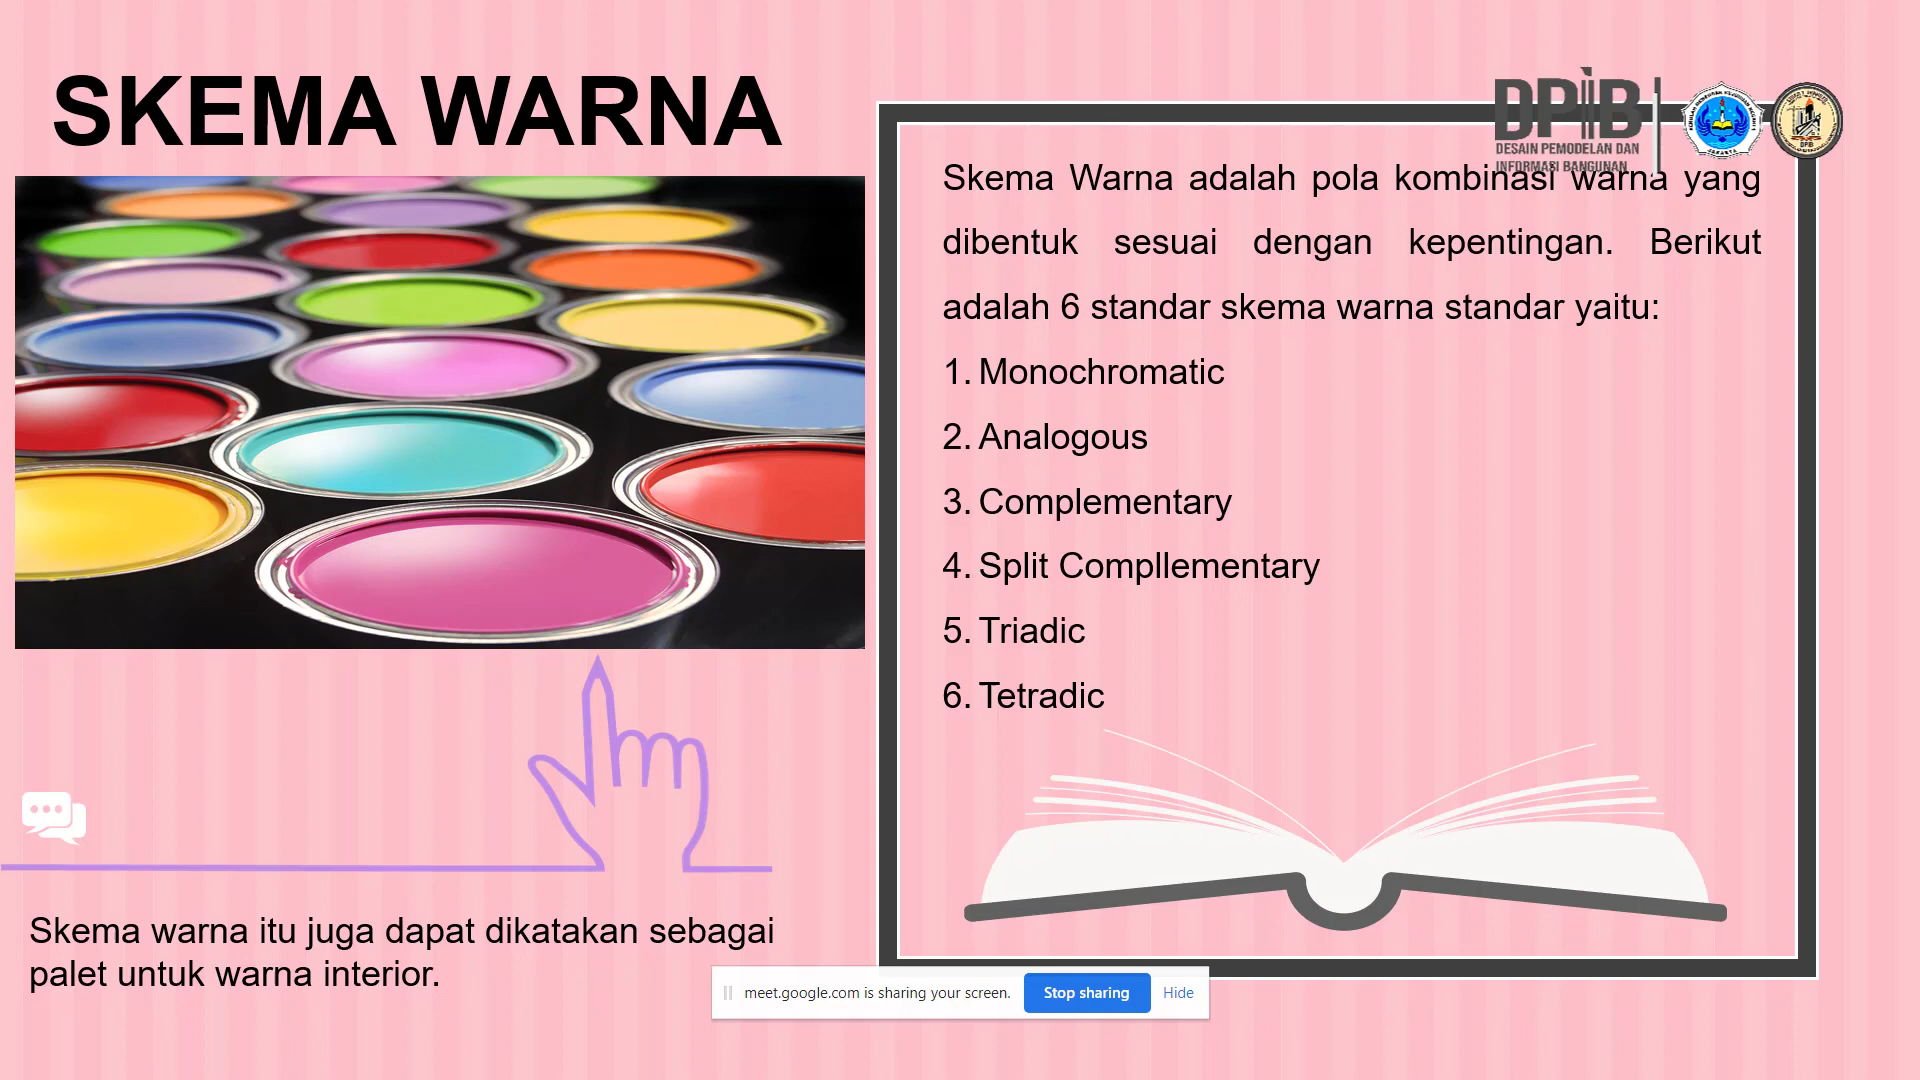 SKEMA WARNA
DPiB
DESAIN PEMODELAN DAN
INFORMASI BANGUNAN
JAKARTA
DPIB
Skema Warna adalah pola kombinasi warna yang
dibentuk sesuai dengan kepentingan. Berikut
adalah 6 standar skema warna standar yaitu:
1. Monochromatic
2. Analogous
3. Complementary
4. Split Compllementary
5. Triadic
6. Tetradic
Skema warna itu juga dapat dikatakan sebagai
palet untuk warna interior.
meet.google.com is sharing your screen.
Stop sharing
Hide